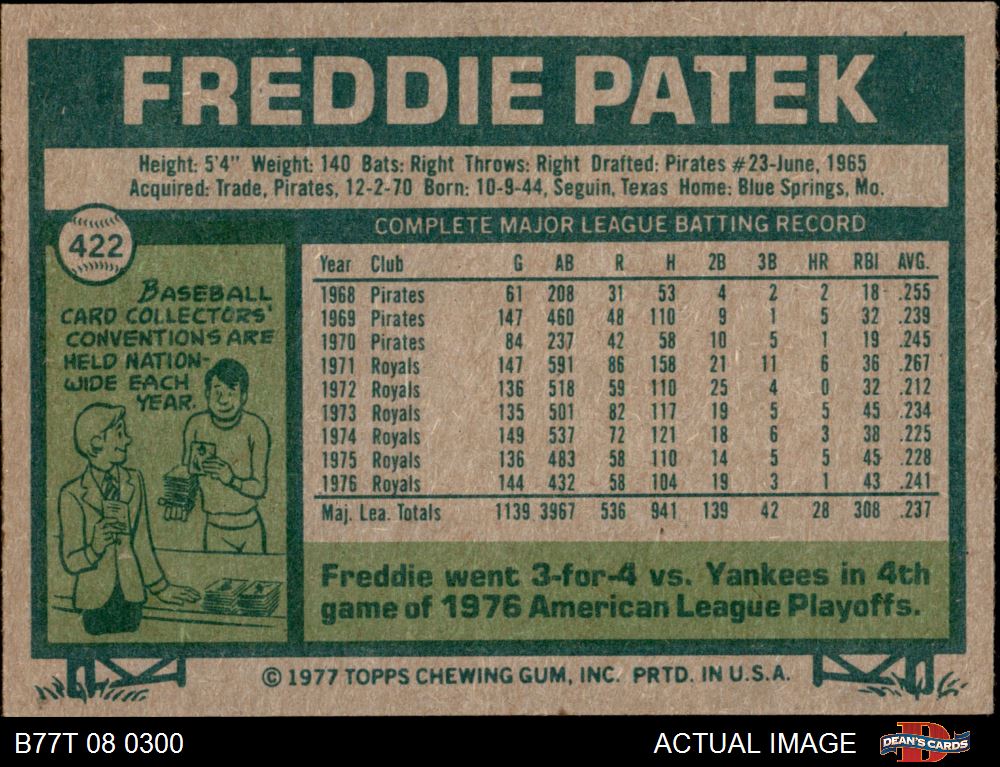 FREDDIE PATEK
Height: 5'4" Weight: 140 Bats: Right Throws: Right Drafted: Pirates #23-June, 1965
Acquired: Trade, Pirates, 12-2-70 Born: 10-9-44, Seguin, Texas Home: Blue Springs, Mo.
422
BASEBALL
CARD COLLECTORS'
CONVENTIONS ARE
HELD NATION-
WIDE EACH
YEAR.
COMPLETE MAJOR LEAGUE BATTING RECORD
Year Club G AB R H 2B 3B HR RBI AVG.
1968 Pirates 61 208 31 53 4 2 2 18 .255
1969 Pirates 147 460 48 110 9 1 5 32 .239
1970 Pirates 84 237 42 58 10 5 1 19 .245
1971 Royals 147 591 86 158 21 11 6 36 .267
1972 Royals 136 518 59 110 25 4 0 32 .212
1973 Royals 135 501 82 117 19 5 5 45 .234
1974 Royals 149 537 72 121 18 6 3 38 .225
1975 Royals 136 483 58 110 14 5 5 45 .228
1976 Royals 144 432 58 104 19 3 1 43 .241
Maj. Lea. Totals 1139 3967 536 941 139 42 28 308 .237
Freddie went 3-for-4 vs. Yankees in 4th
game of 1976 American League Playoffs.
© 1977 TOPPS CHEWING GUM, INC. PRTD. IN U.S.A.
B77T 08 0300
ACTUAL IMAGE
DEAN'S CARDS